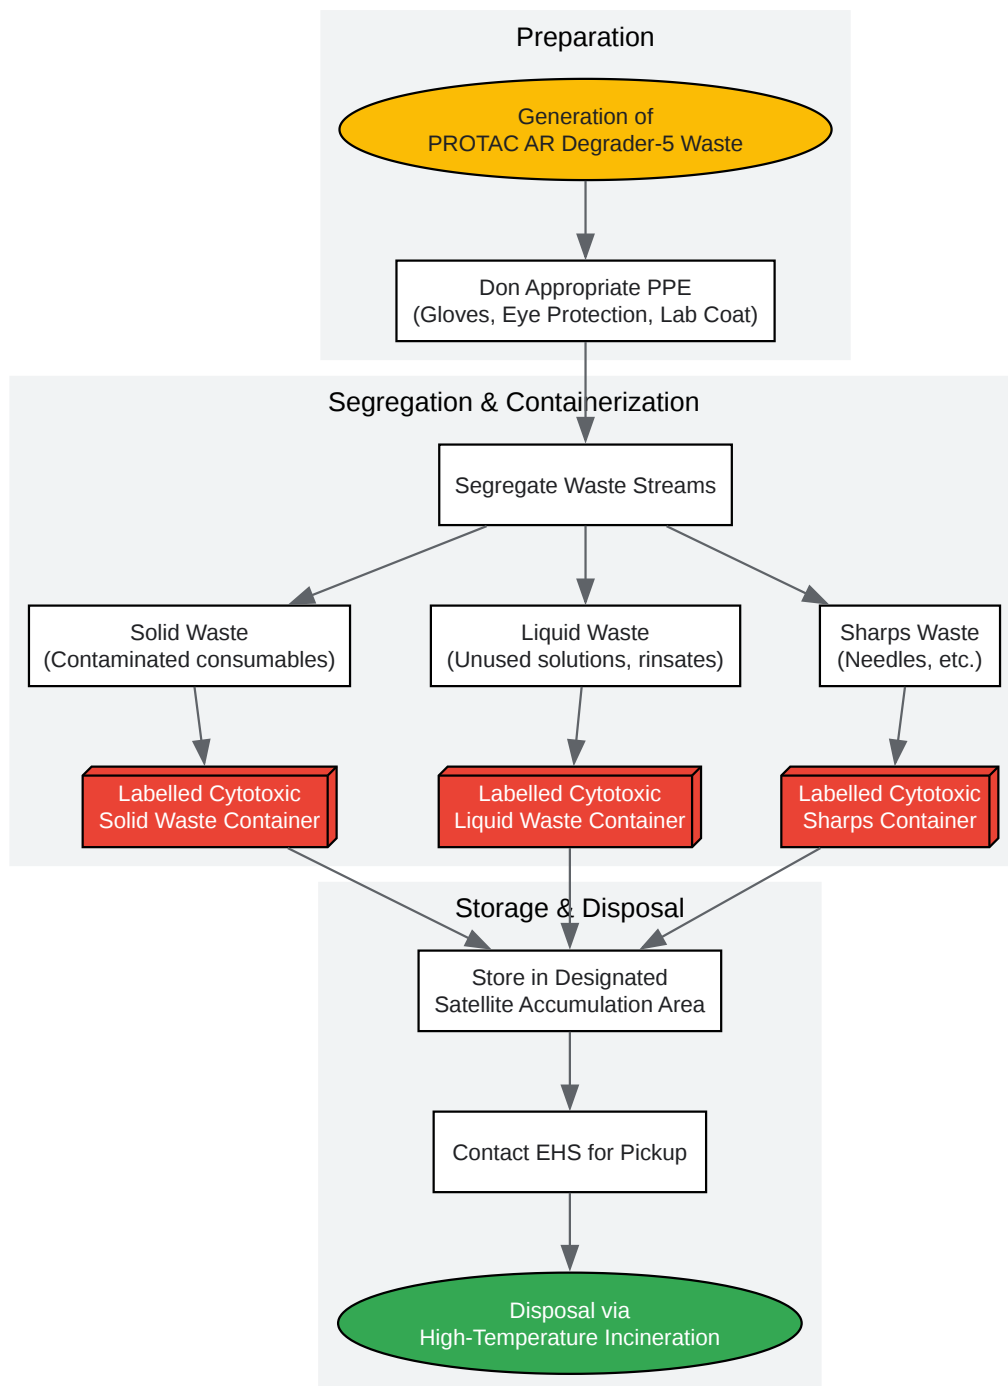 Preparation
Generation of
PROTAC AR Degrader-5 Waste
Don Appropriate PPE
(Gloves, Eye Protection, Lab Coat)
Segregation & Containerization
Segregate Waste Streams
Solid Waste
(Contaminated consumables)
Liquid Waste
(Unused solutions, rinsates)
Sharps Waste
(Needles, etc.)
Labelled Cytotoxic
Solid Waste Container
Labelled Cytotoxic
Liquid Waste Container
Labelled Cytotoxic
Sharps Container
Storage & Disposal
Store in Designated
Satellite Accumulation Area
Contact EHS for Pickup
Disposal via
High-Temperature Incineration